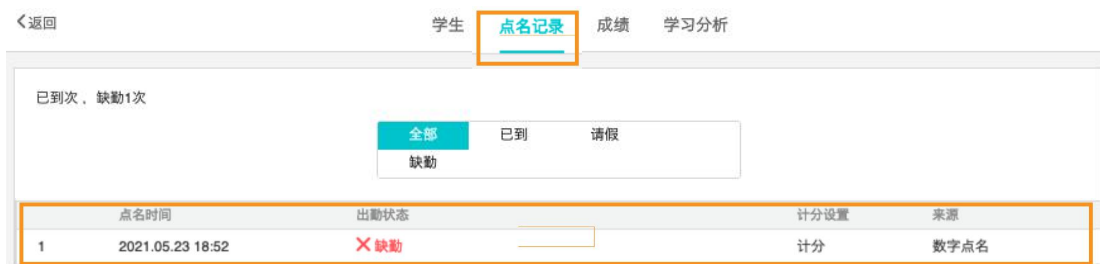 返回 学生 点名记录 成绩 学习分析
已到次，缺勤1次
全部 已到 请假
缺勤
点名时间 出勤状态 计分设置 来源
1 2021.05.23 18:52 缺勤 计分 数字点名